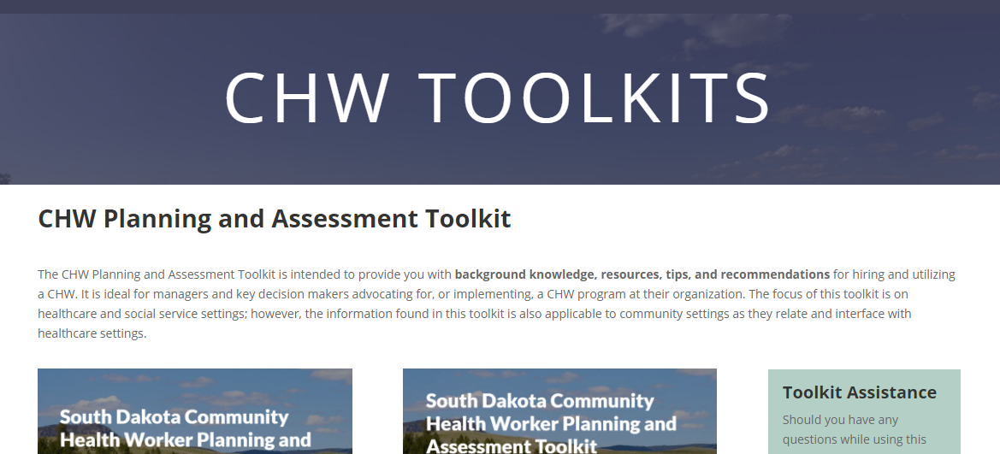 CHW TOOLKITS
CHW Planning and Assessment Toolkit
The CHW Planning and Assessment Toolkit is intended to provide you with background knowledge, resources, tips, and recommendations for hiring and utilizing
a CHW. It is ideal for managers and key decision makers advocating for, or implementing, a CHW program at their organization. The focus of this toolkit is on
healthcare and social service settings; however, the information found in this toolkit is also applicable to community settings as they relate and interface with
healthcare settings.
South Dakota Community
Health Worker Planning and
South Dakota Community
Health Worker Planning and
Assessment Toolkit
Toolkit Assistance
Should you have any
questions while using this